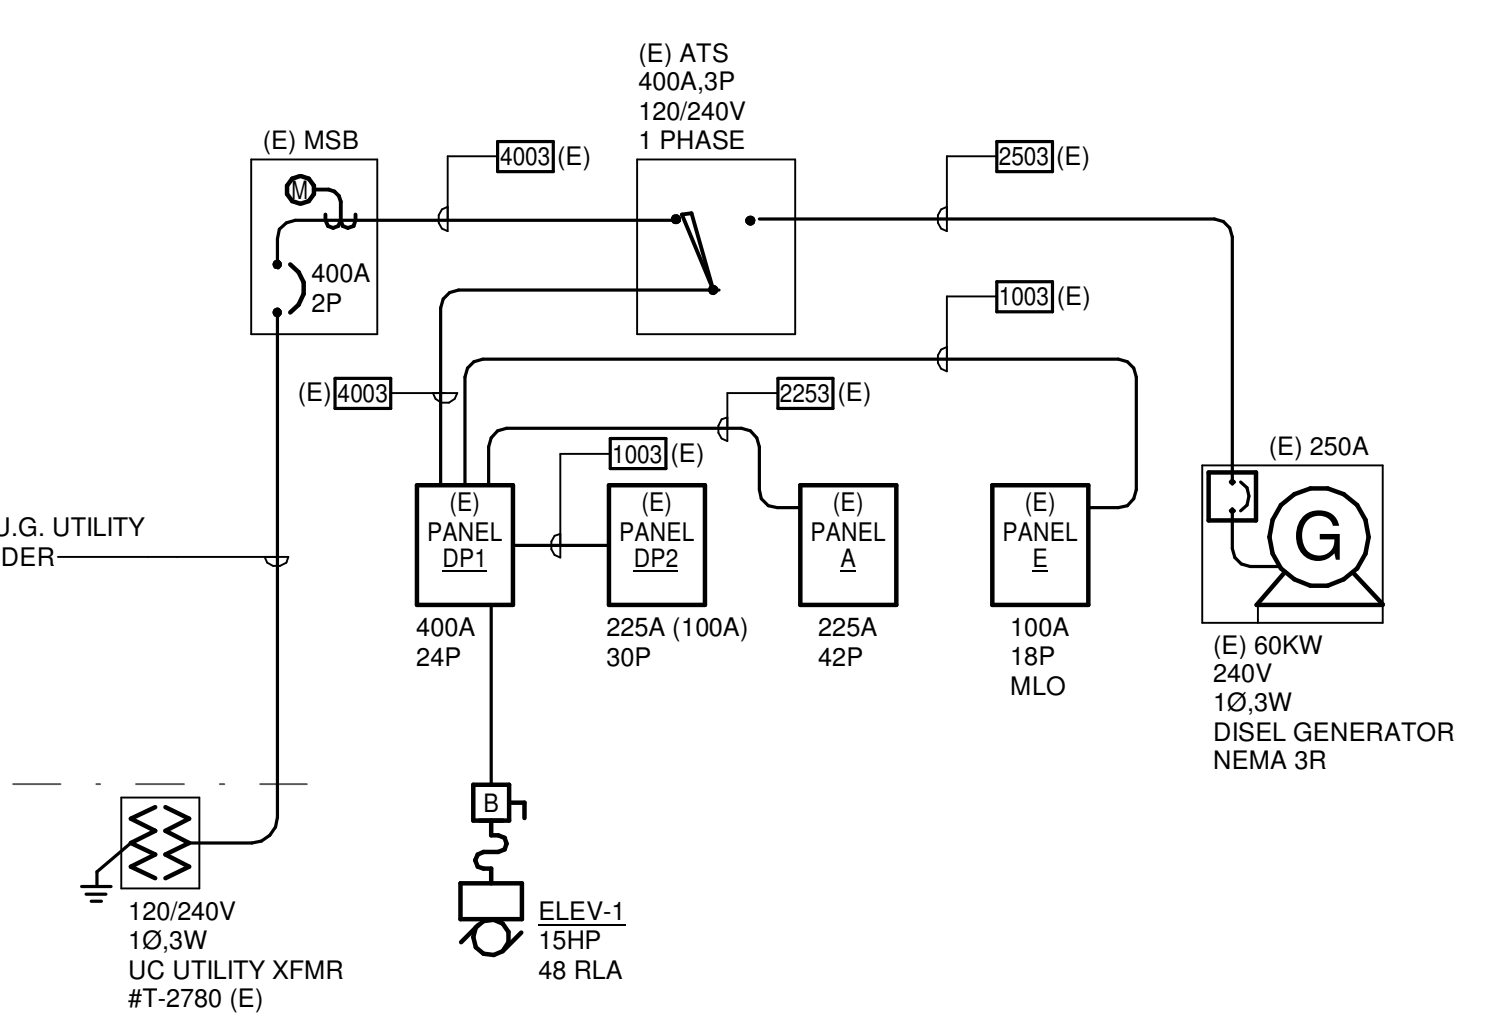 (E) ATS
400A,3P
120/240V
1 PHASE
(E) MSB
4003 (E)
2503 (E)
M
400A
2P
1003 (E)
(E) 4003
2253 (E)
1003 (E)
(E) 250A
(E)
PANEL
DP1
(E)
PANEL
DP2
(E)
PANEL
A
(E)
PANEL
E
G
U.G. UTILITY
DER
400A
24P
225A (100A)
30P
225A
42P
100A
18P
MLO
(E) 60KW
240V
1Ø,3W
DISEL GENERATOR
NEMA 3R
B
120/240V
1Ø,3W
UC UTILITY XFMR
#T-2780 (E)
ELEV-1
15HP
48 RLA